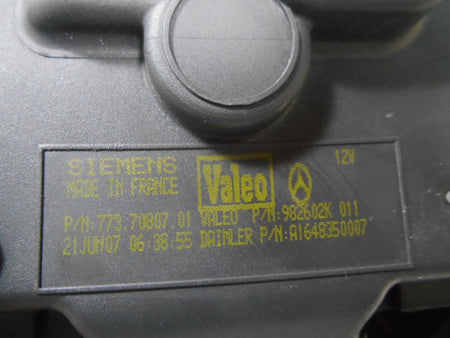 SIEMENS Valeo 12V
MADE IN FRANCE
P/N:773.70807.01 VALEO P/N:982602K 011
21JUN07 06:38:55 DAIMLER P/N:A1648350007